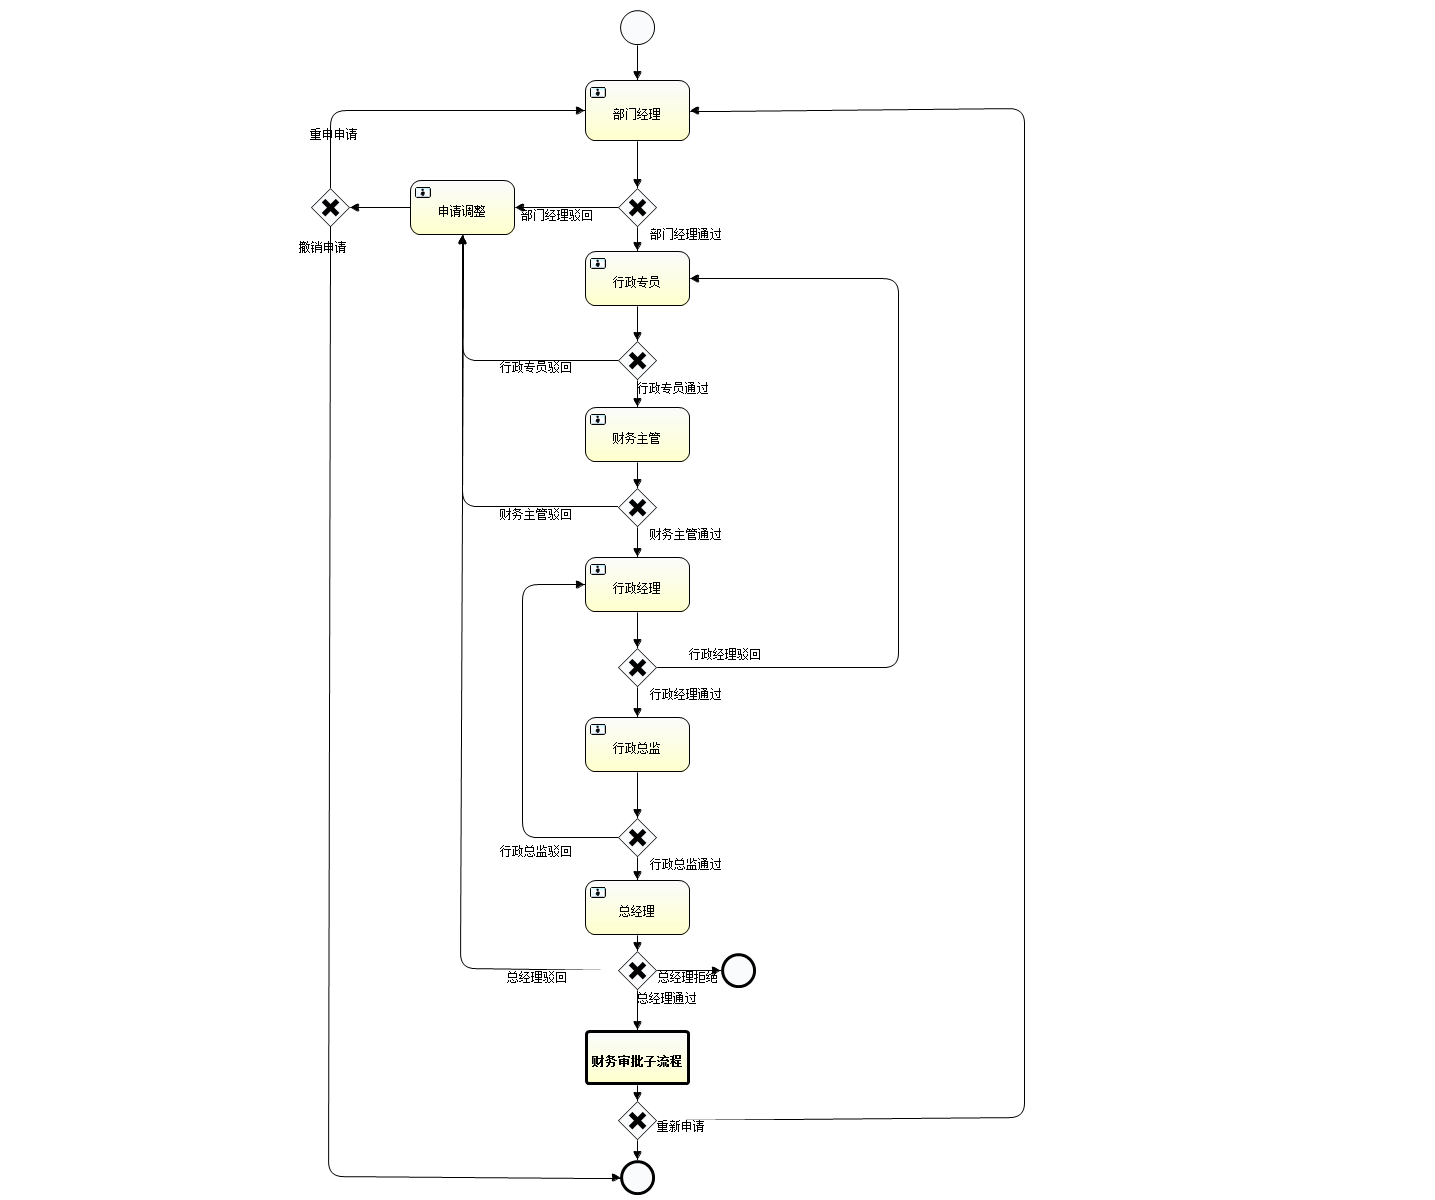 部门经理
重申申请
申请调整
部门经理驳回
部门经理通过
撤销申请
行政专员
行政专员驳回
行政专员通过
财务主管
财务主管驳回
财务主管通过
行政经理
行政经理驳回
行政经理通过
行政总监
行政总监驳回
行政总监通过
总经理
总经理驳回
总经理拒绝
总经理通过
财务审批子流程
重新申请